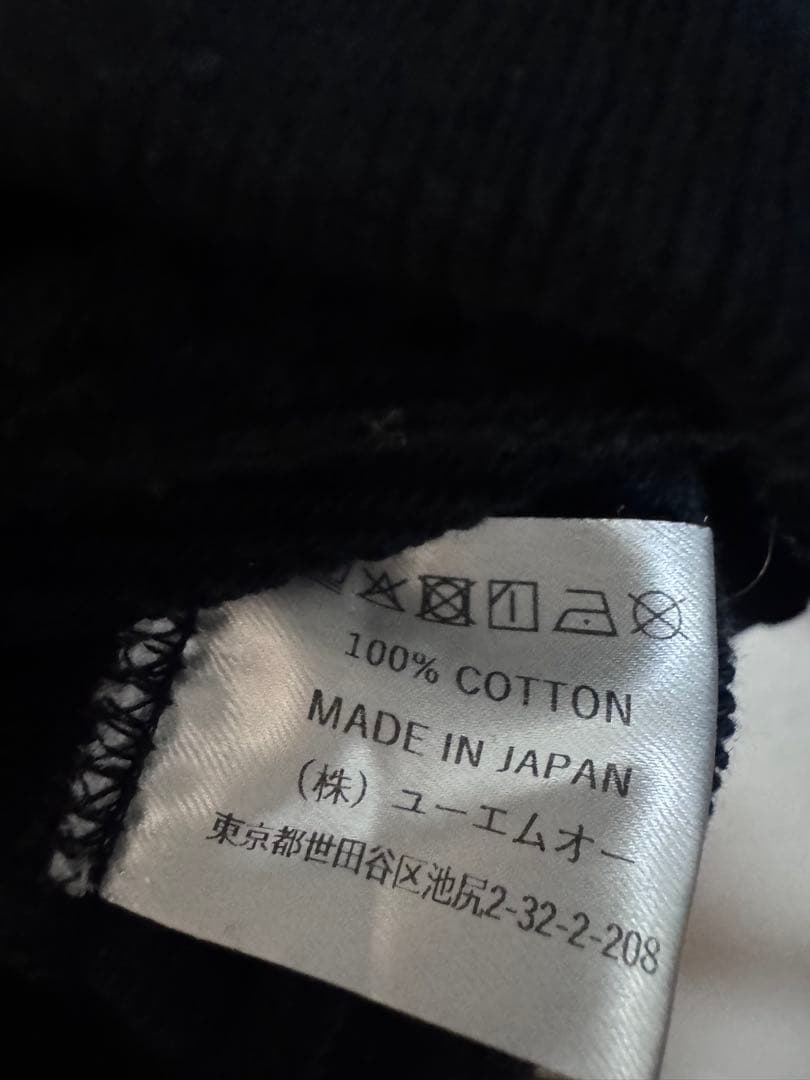 100% COTTON
MADE IN JAPAN
(株) ユーエムオー
東京都世田谷区池尻2-32-2-208